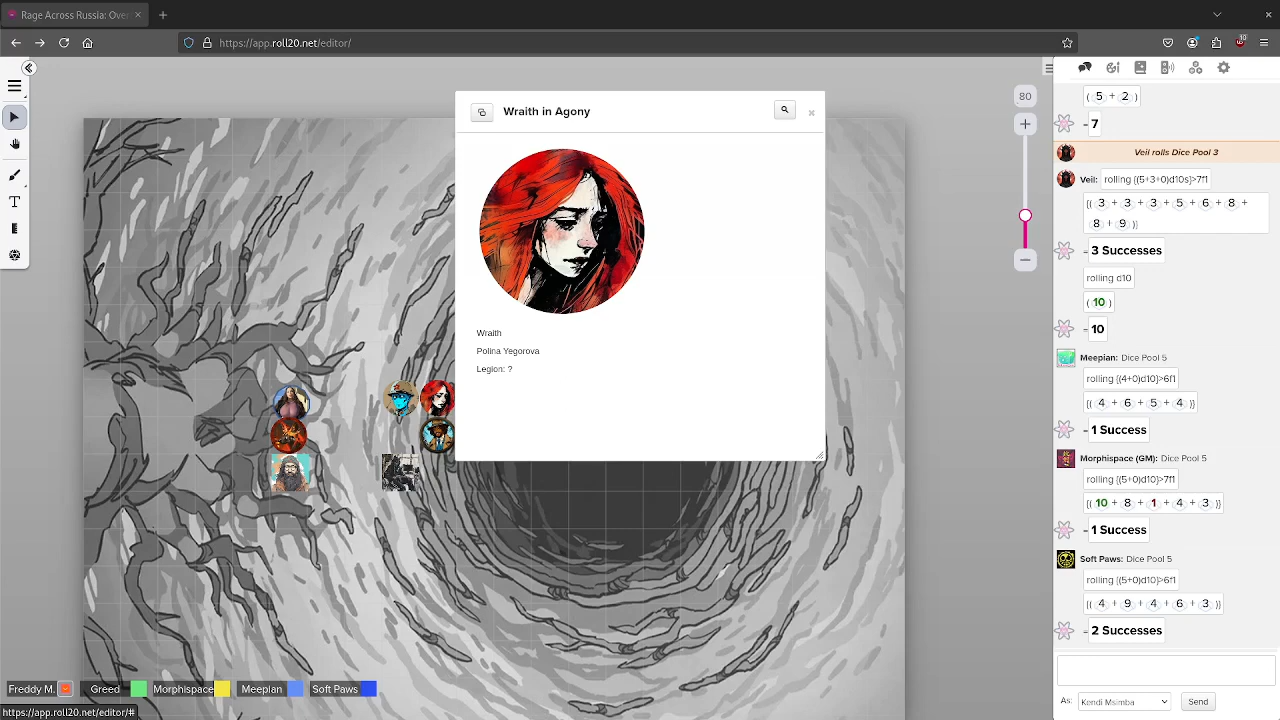 Rage Across Russia: Over
https://app.roll20.net/editor/
10
80
Wraith in Agony
Wraith
Polina Yegorova
Legion: ?
( 5 + 2 )
= 7
Veil rolls Dice Pool 3
Veil: rolling {(5+3+0)d10s}>7f1
{( 3 + 3 + 3 + 5 + 6 + 8 +
8 + 9 )}
= 3 Successes
rolling d10
( 10 )
= 10
Meepian: Dice Pool 5
rolling {(4+0)d10}>6f1
{( 4 + 6 + 5 + 4 )}
= 1 Success
Morphispace (GM): Dice Pool 5
rolling {(5+0)d10}>7f1
{( 10 + 8 + 1 + 4 + 3 )}
= 1 Success
Soft Paws: Dice Pool 5
rolling {(5+0)d10}>6f1
{( 4 + 9 + 4 + 6 + 3 )}
= 2 Successes
As: Kendi Msimba Send
Freddy M. Greed Morphispace Meepian Soft Paws
https://app.roll20.net/editor/#